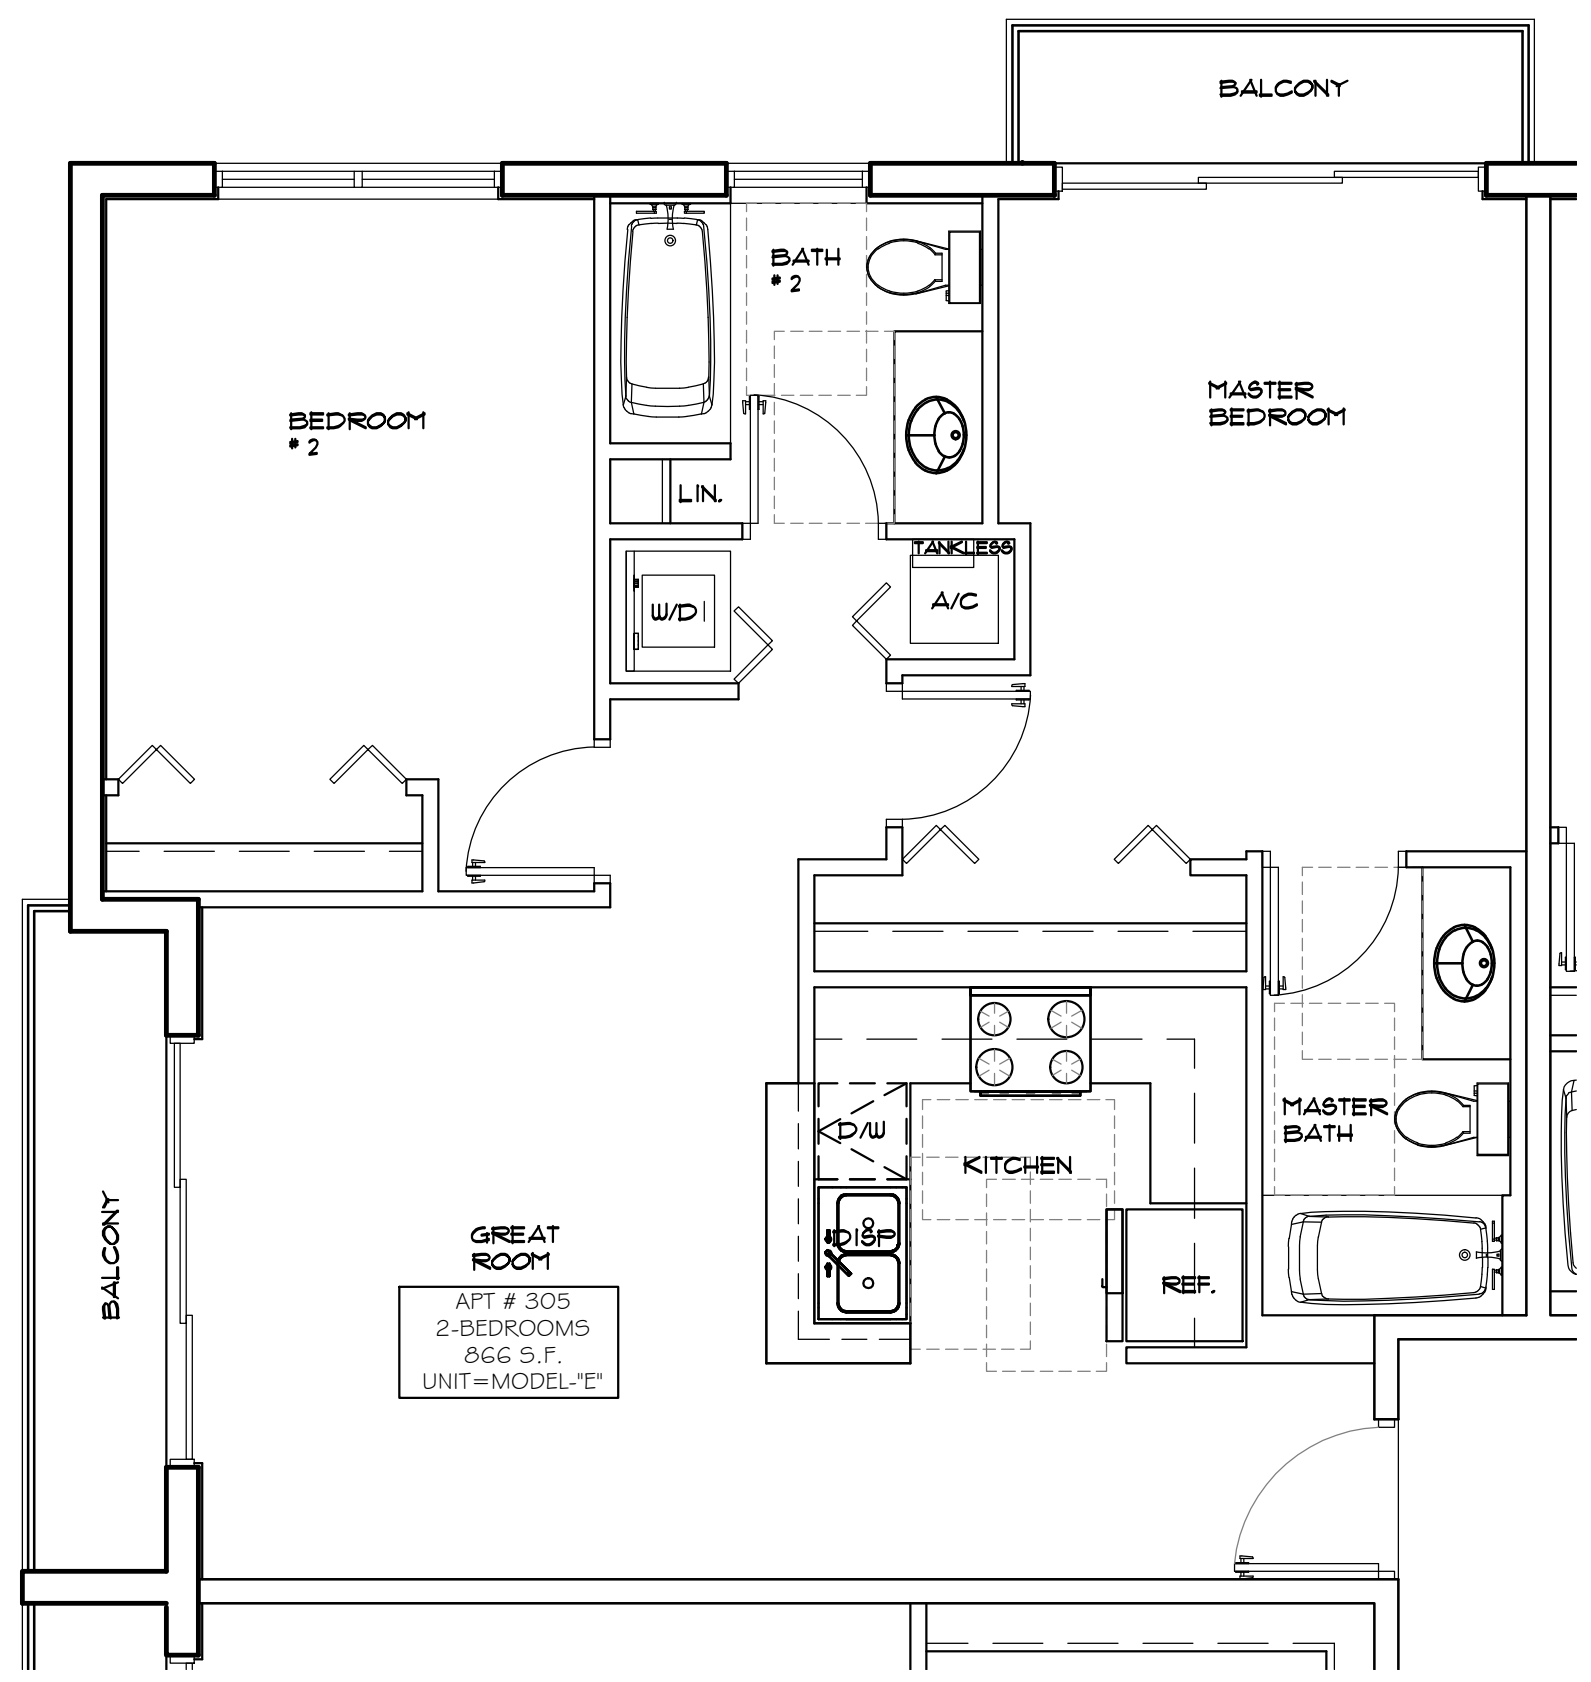 BALCONY
BATH
# 2
MASTER
BEDROOM
BEDROOM
# 2
LIN.
TANKLESS
W/D
A/C
MASTER
BATH
D/W
KITCHEN
BALCONY
GREAT
ROOM
DISP
REF.
APT # 305
2-BEDROOMS
866 S.F.
UNIT=MODEL-"E"